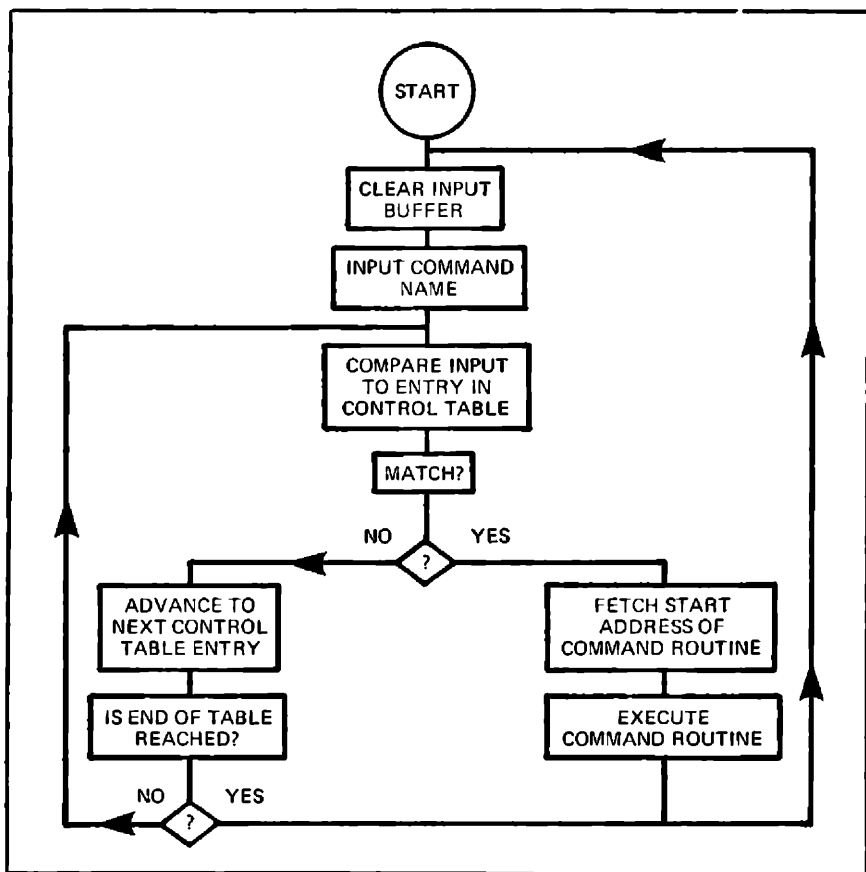 START
CLEAR INPUT
BUFFER
INPUT COMMAND
NAME
COMPARE INPUT
TO ENTRY IN
CONTROL TABLE
MATCH?
NO
YES
?
ADVANCE TO
NEXT CONTROL
TABLE ENTRY
FETCH START
ADDRESS OF
COMMAND ROUTINE
IS END OF TABLE
REACHED?
EXECUTE
COMMAND ROUTINE
NO
YES
?